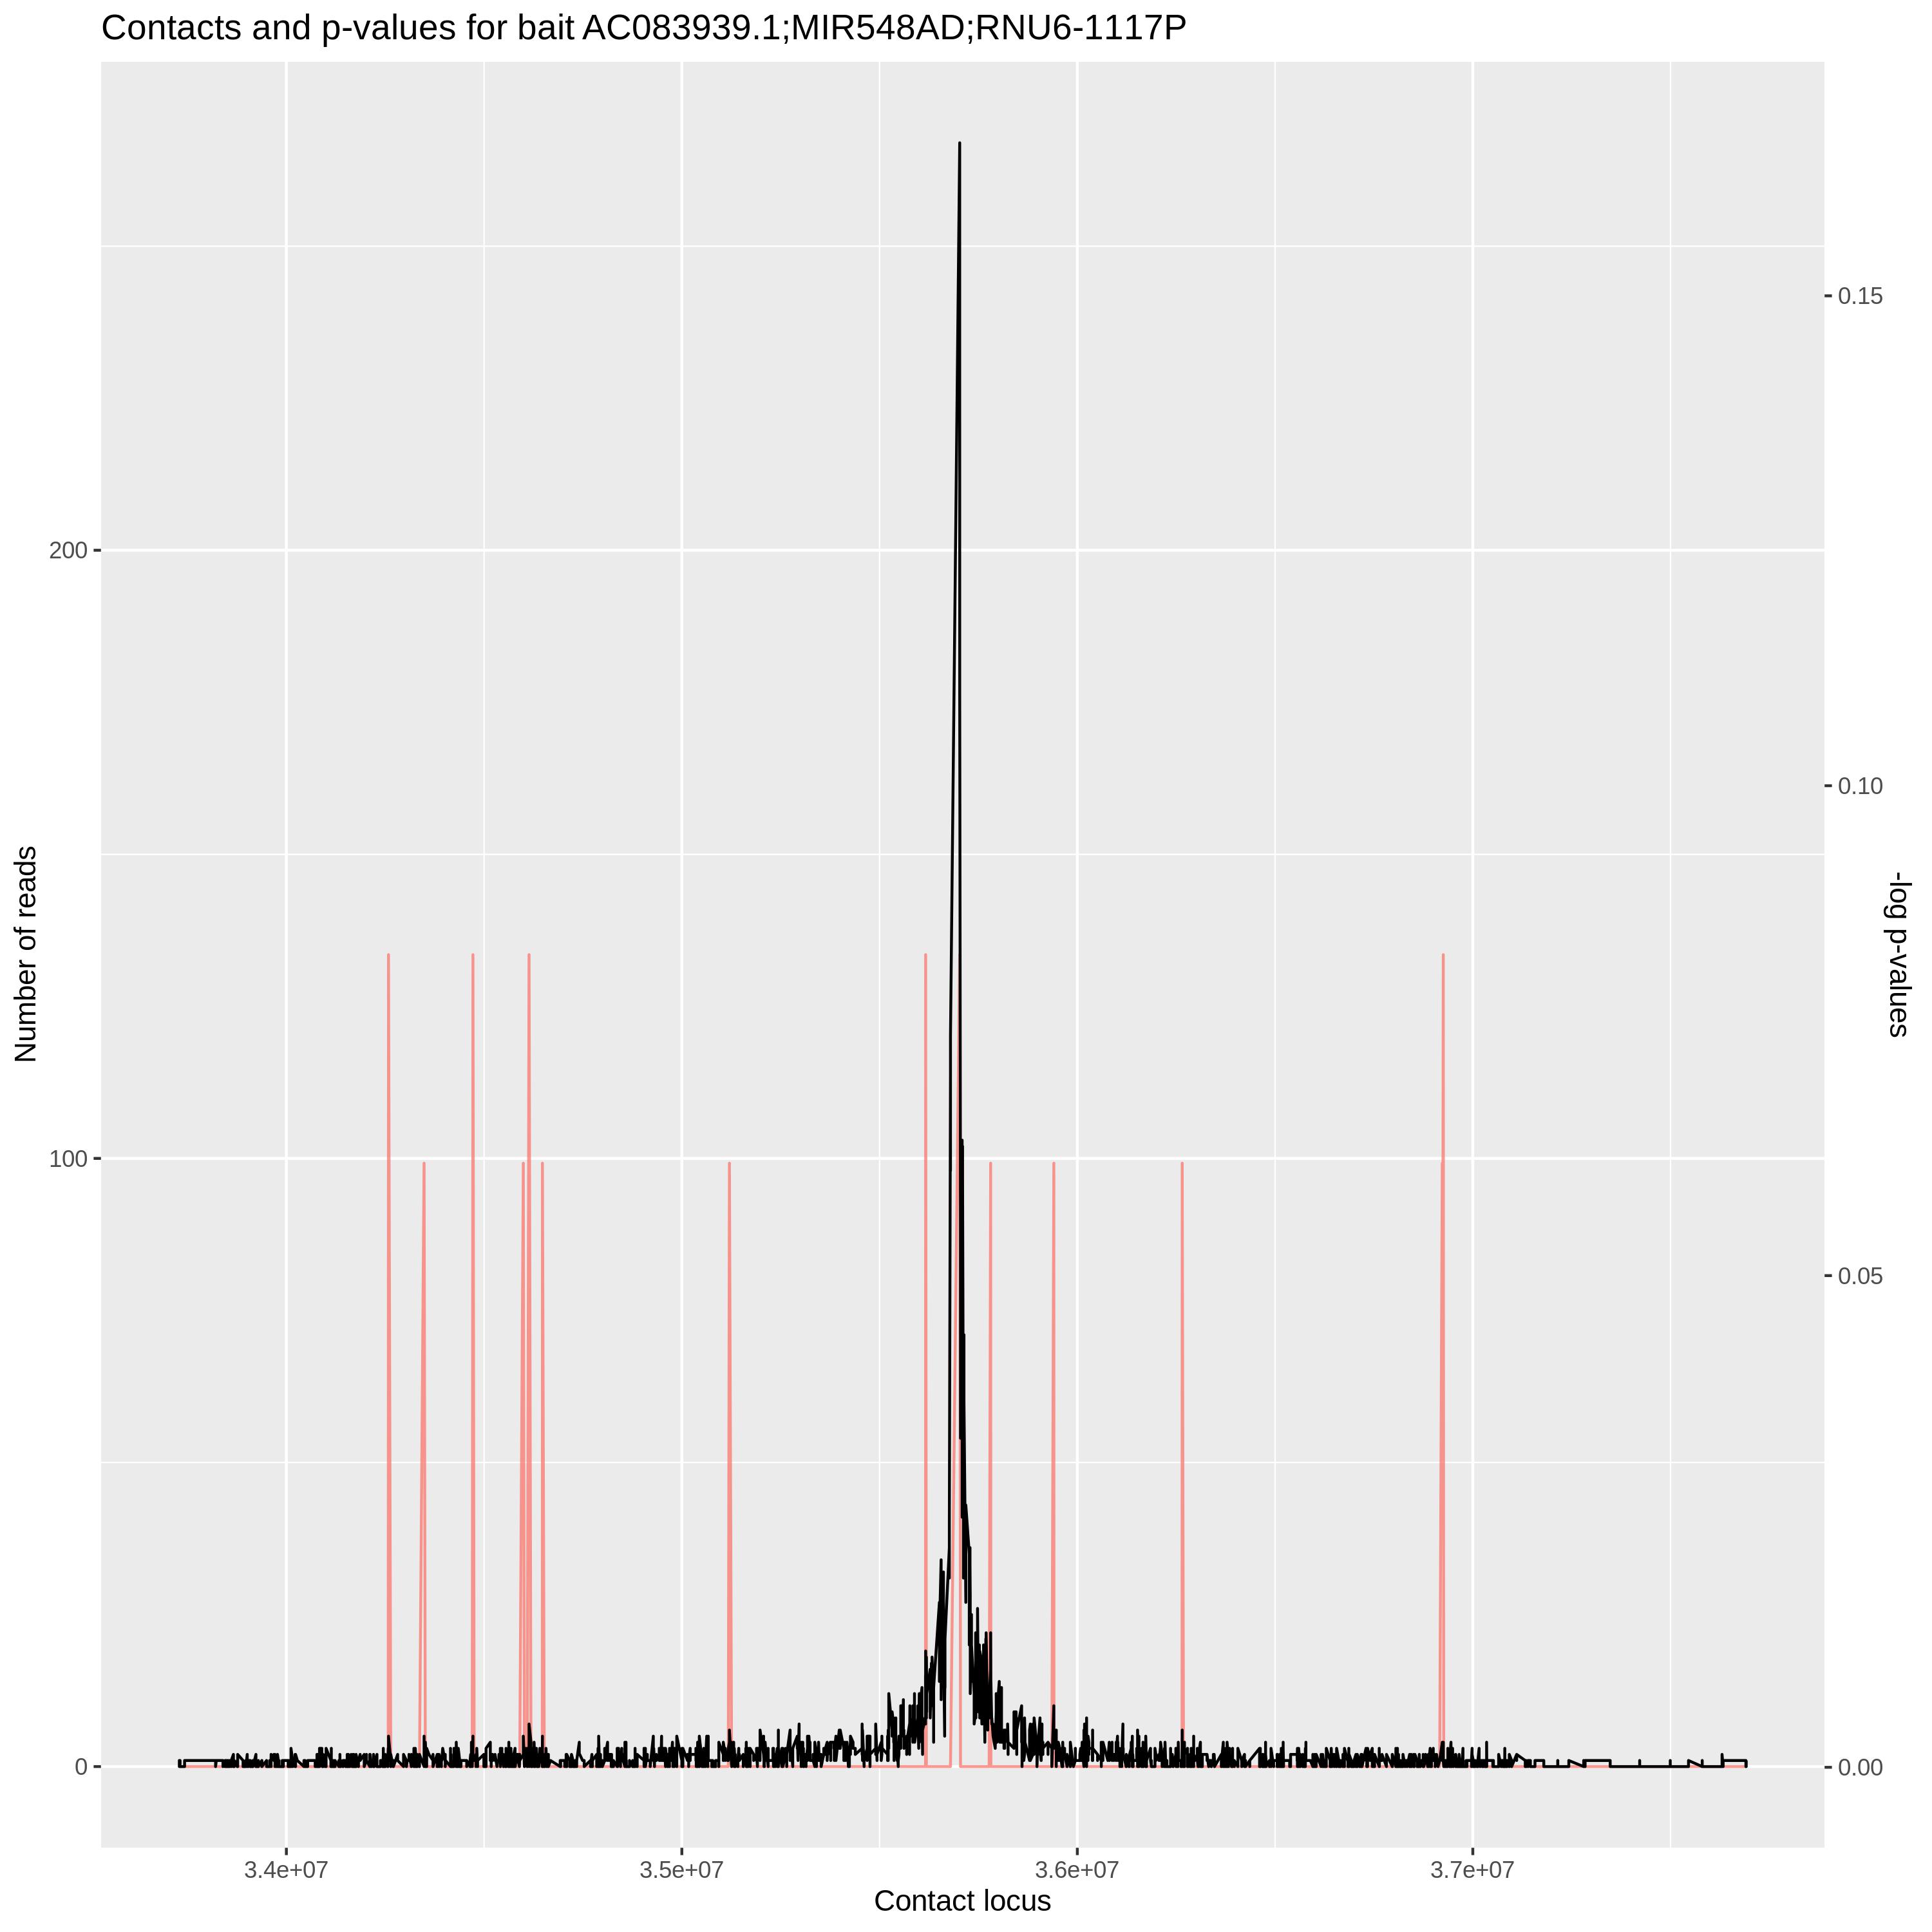 Contacts and p-values for bait AC083939.1;MIR548AD;RNU6-1117P
Number of reads
200
100
0
0.15
0.10
0.05
0.00
-log p-values
3.4e+07
3.5e+07
3.6e+07
3.7e+07
Contact locus